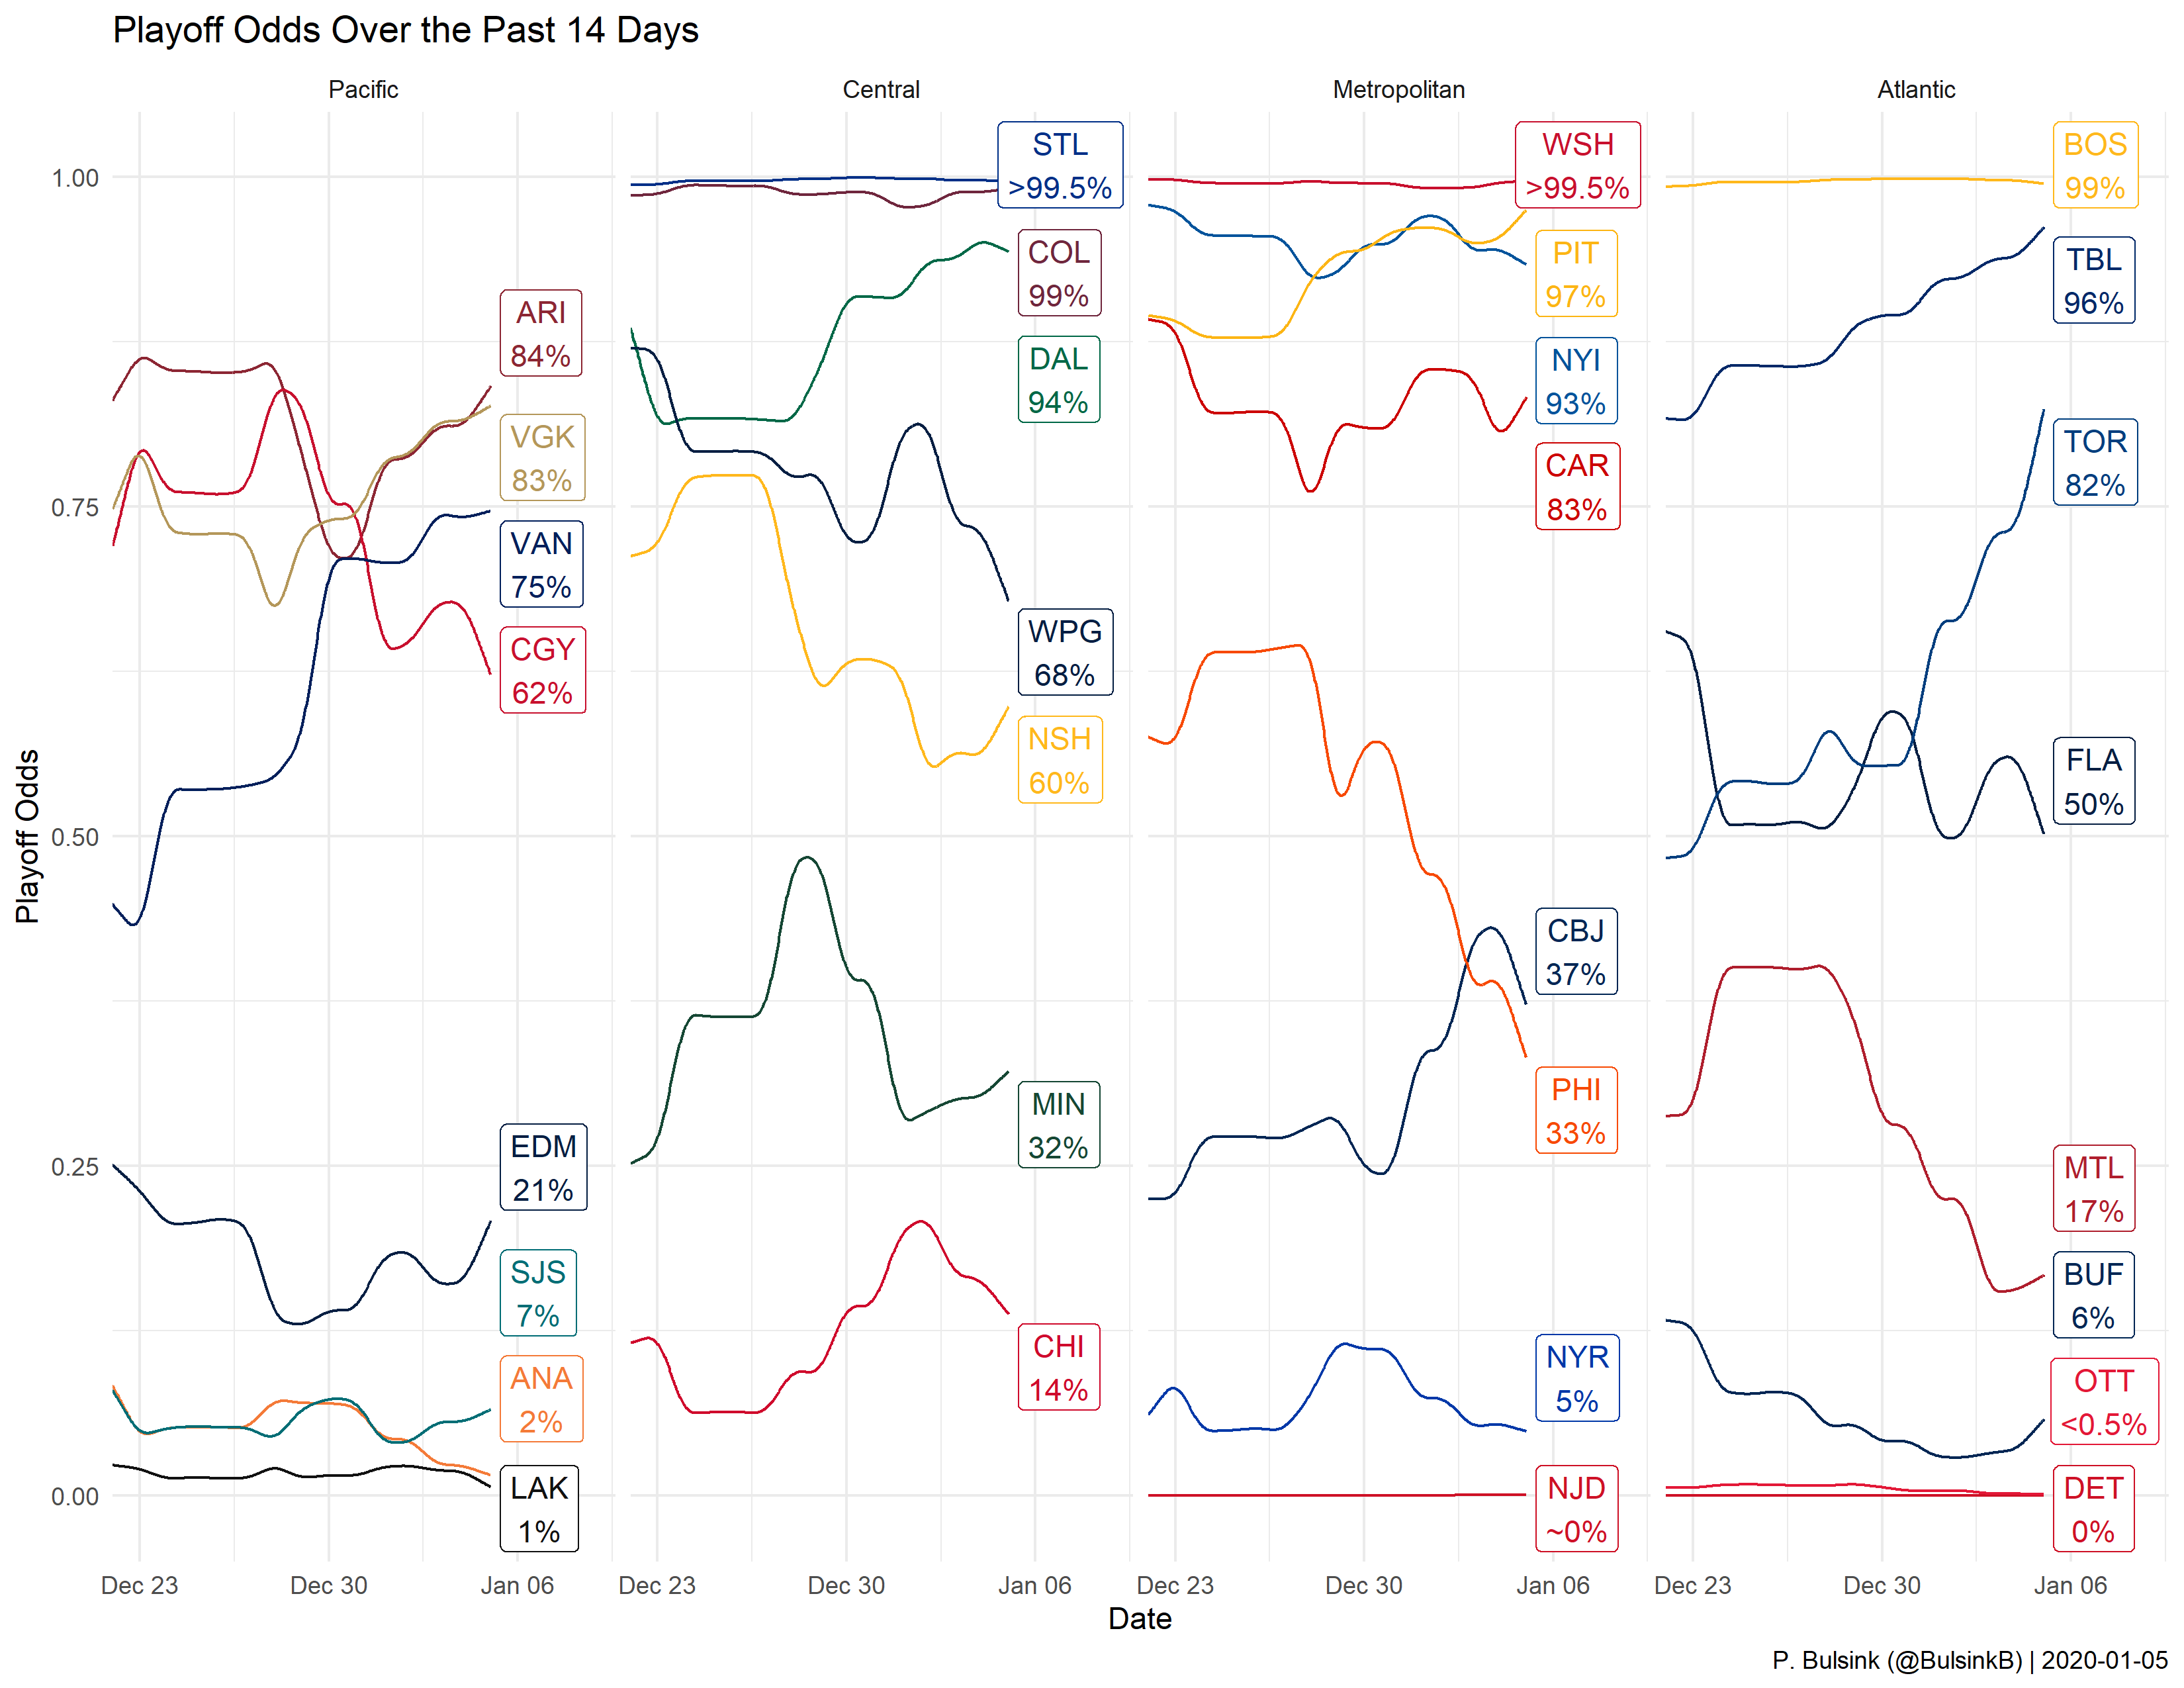 Playoff Odds Over the Past 14 Days
Pacific
Central
Metropolitan
Atlantic
Playoff Odds
1.00
0.75
0.50
0.25
0.00
ARI
84%
VGK
83%
VAN
75%
CGY
62%
EDM
21%
SJS
7%
ANA
2%
LAK
1%
STL
>99.5%
COL
99%
DAL
94%
WPG
68%
NSH
60%
MIN
32%
CHI
14%
WSH
>99.5%
PIT
97%
NYI
93%
CAR
83%
CBJ
37%
PHI
33%
NYR
5%
NJD
~0%
BOS
99%
TBL
96%
TOR
82%
FLA
50%
MTL
17%
BUF
6%
OTT
<0.5%
DET
0%
Dec 23
Dec 30
Jan 06
Dec 23
Dec 30
Jan 06
Dec 23
Dec 30
Jan 06
Dec 23
Dec 30
Jan 06
Date
P. Bulsink (@BulsinkB) | 2020-01-05